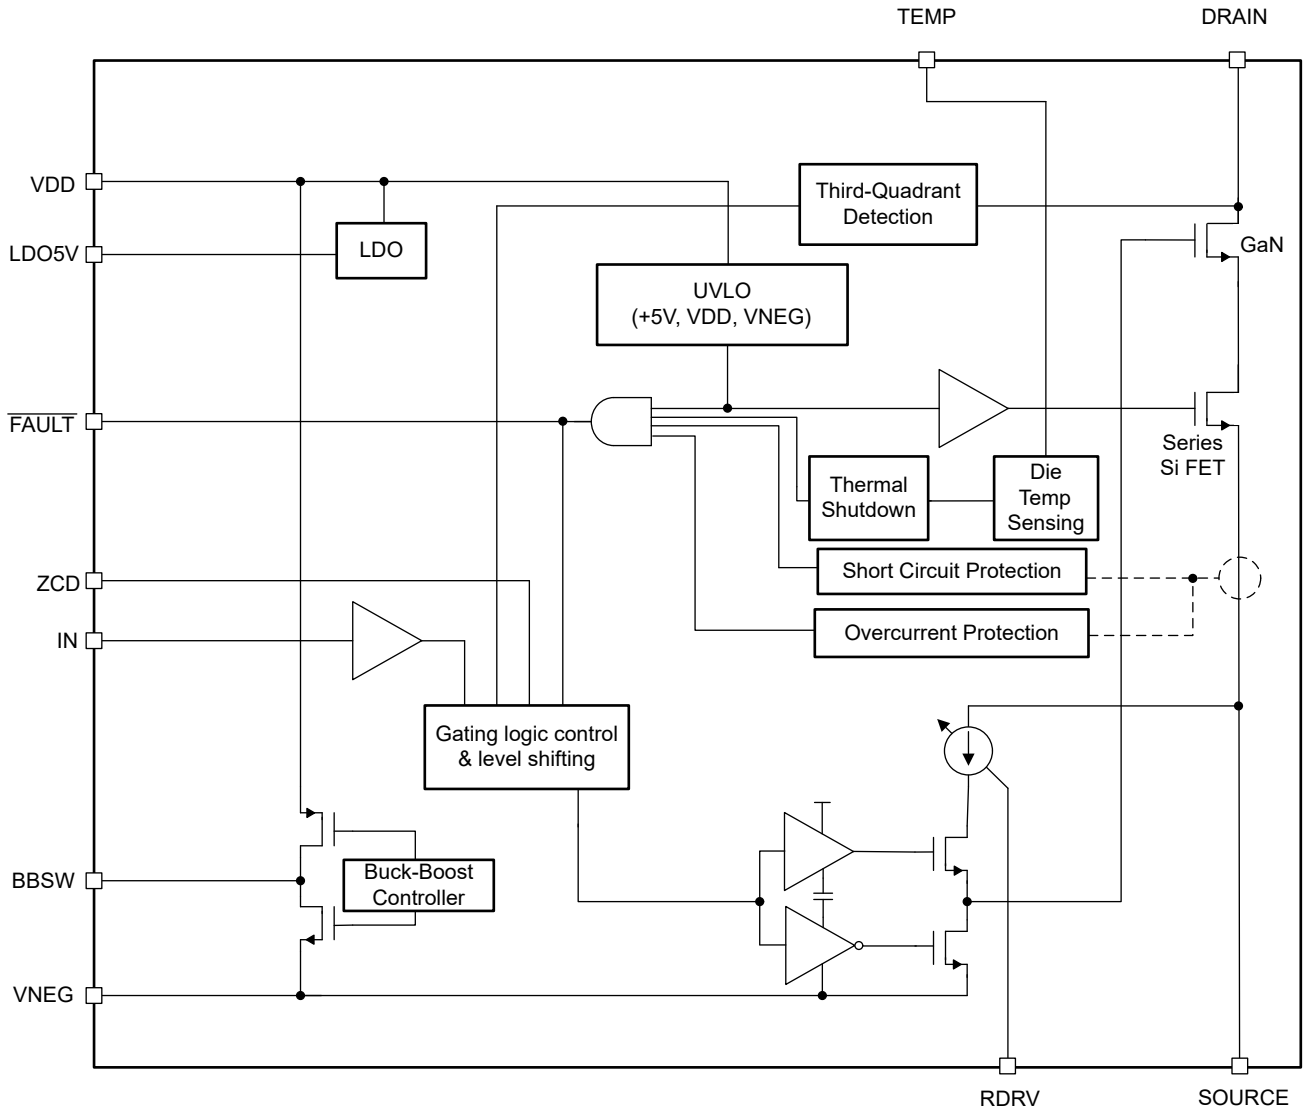 TEMP
DRAIN
VDD
Third-Quadrant
Detection
LDO5V
LDO
GaN
UVLO
(+5V, VDD, VNEG)
FAULT
Series
Si FET
Thermal
Shutdown
Die
Temp
Sensing
ZCD
Short Circuit Protection
IN
Overcurrent Protection
Gating logic control
& level shifting
BBSW
Buck-Boost
Controller
VNEG
RDRV
SOURCE